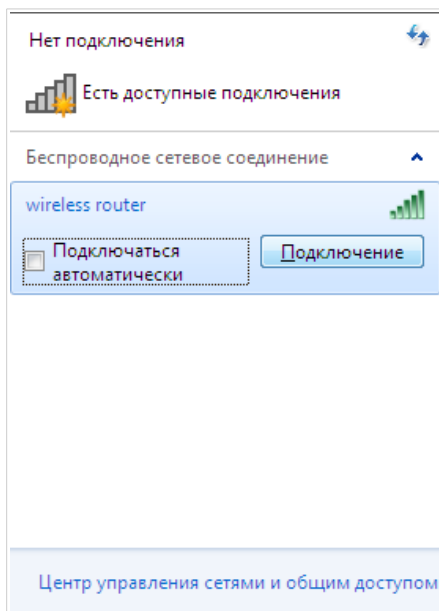 Нет подключения
Есть доступные подключения
Беспроводное сетевое соединение
wireless router
Подключаться
автоматически
Подключение
Центр управления сетями и общим доступом